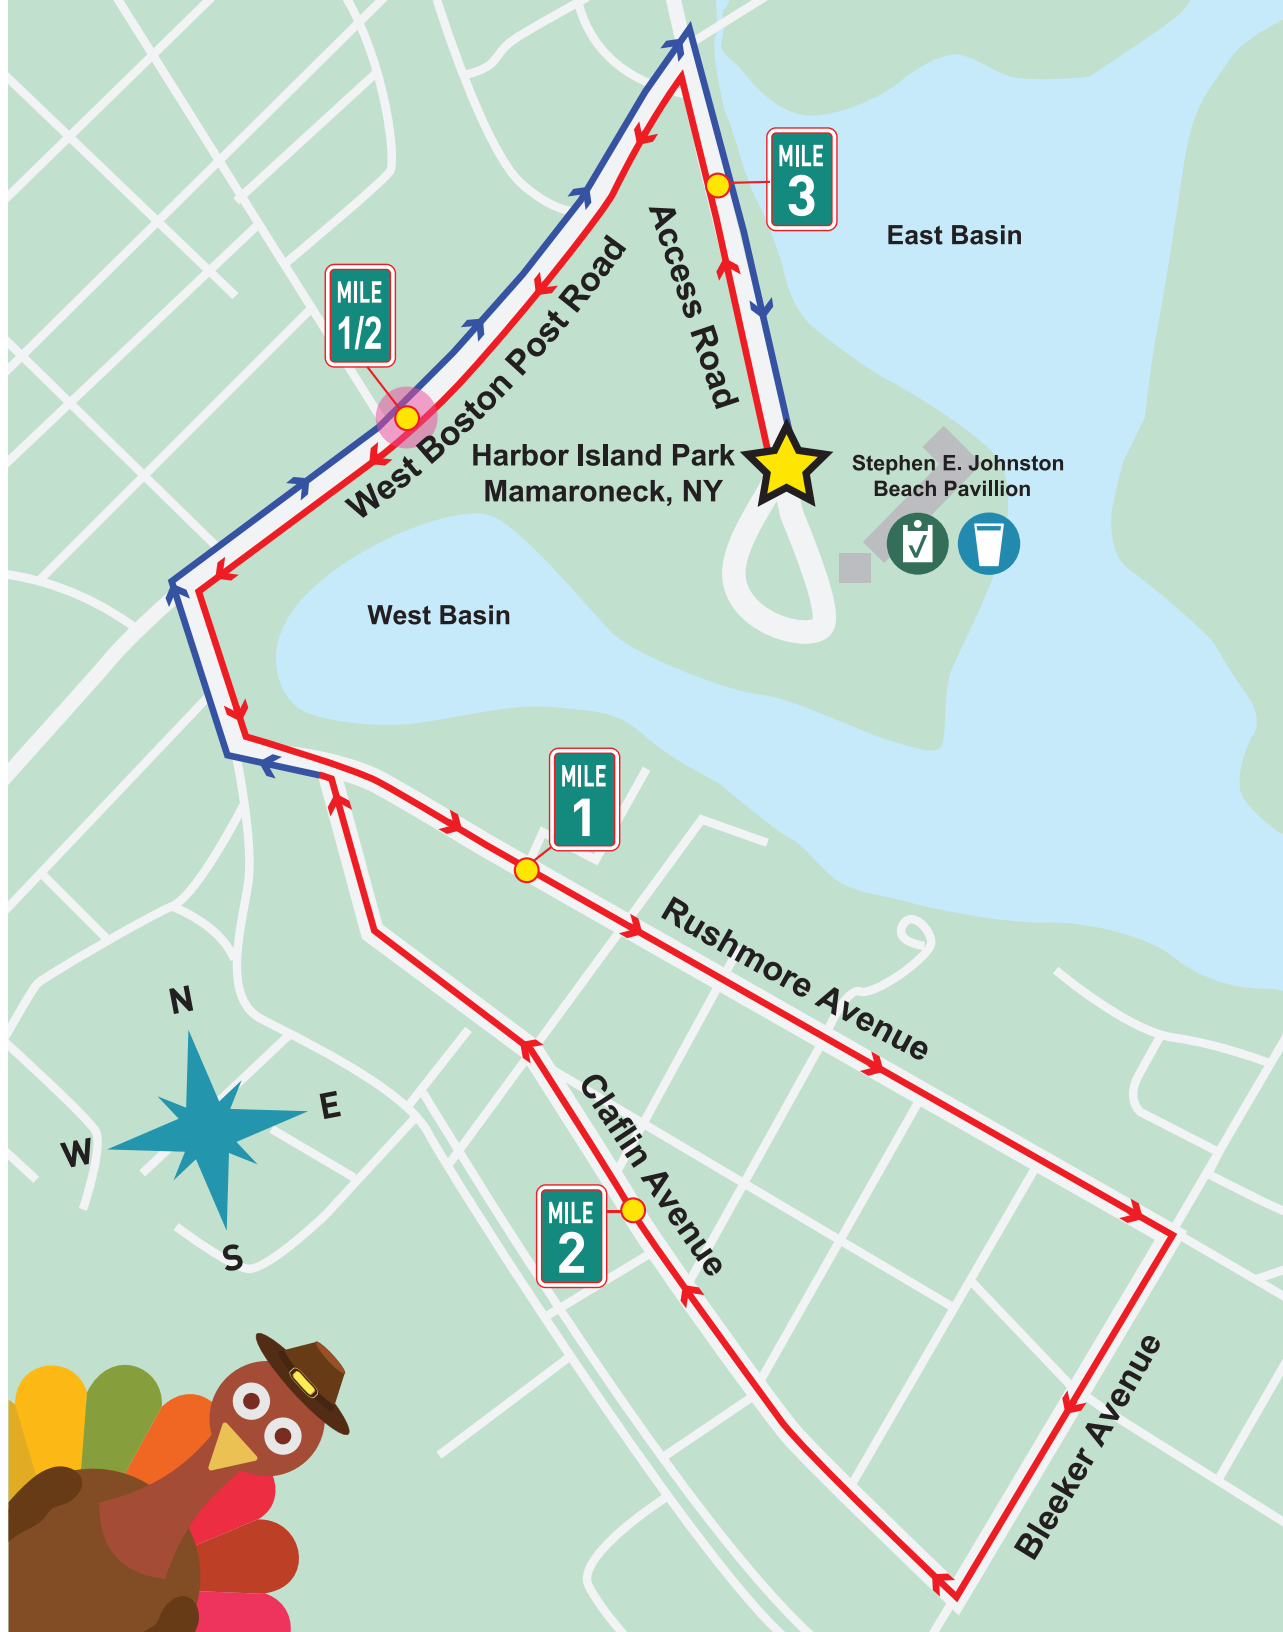 MILE
3
East Basin
Access Road
MILE
1/2
West Boston Post Road
Harbor Island Park
Mamaroneck, NY
Stephen E. Johnston
Beach Pavillion
West Basin
MILE
1
Rushmore Avenue
N
E
W
S
Claflin Avenue
MILE
2
Bleeker Avenue